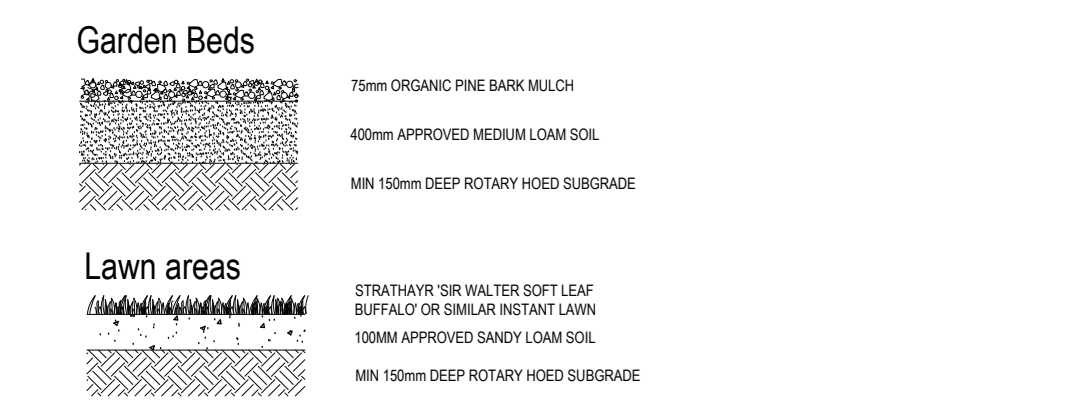 Garden Beds
75mm ORGANIC PINE BARK MULCH
400mm APPROVED MEDIUM LOAM SOIL
MIN 150mm DEEP ROTARY HOED SUBGRADE
Lawn areas
STRATHAYR 'SIR WALTER SOFT LEAF
BUFFALO' OR SIMILAR INSTANT LAWN
100MM APPROVED SANDY LOAM SOIL
MIN 150mm DEEP ROTARY HOED SUBGRADE